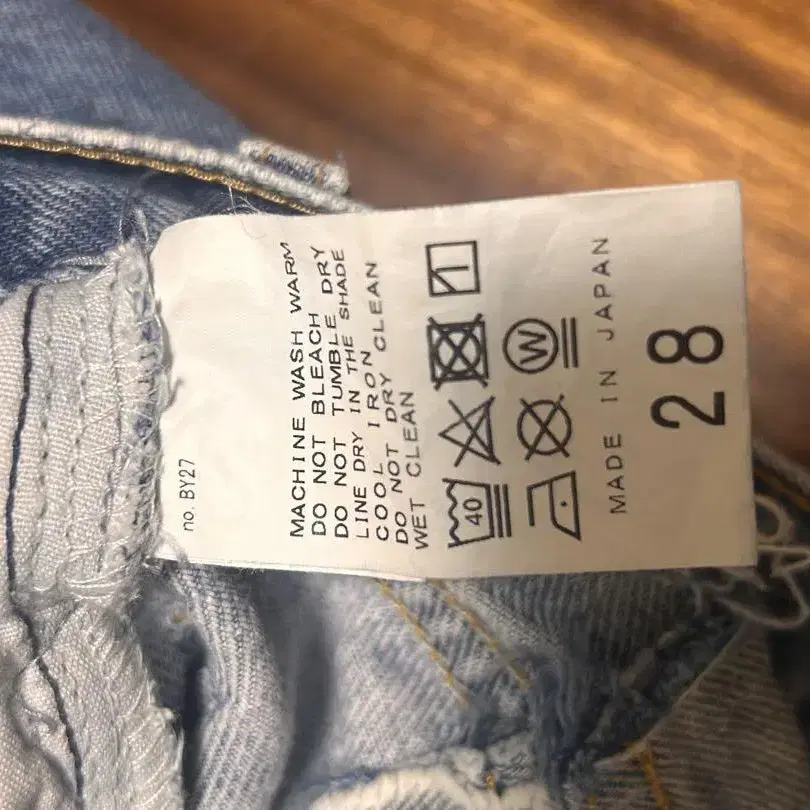 no. BY27
MACHINE WASH WARM
DO NOT BLEACH
DO NOT TUMBLE DRY
LINE DRY IN THE SHADE
COOL IRON
DO NOT DRY CLEAN
WET CLEAN
40
W
MADE IN JAPAN
28